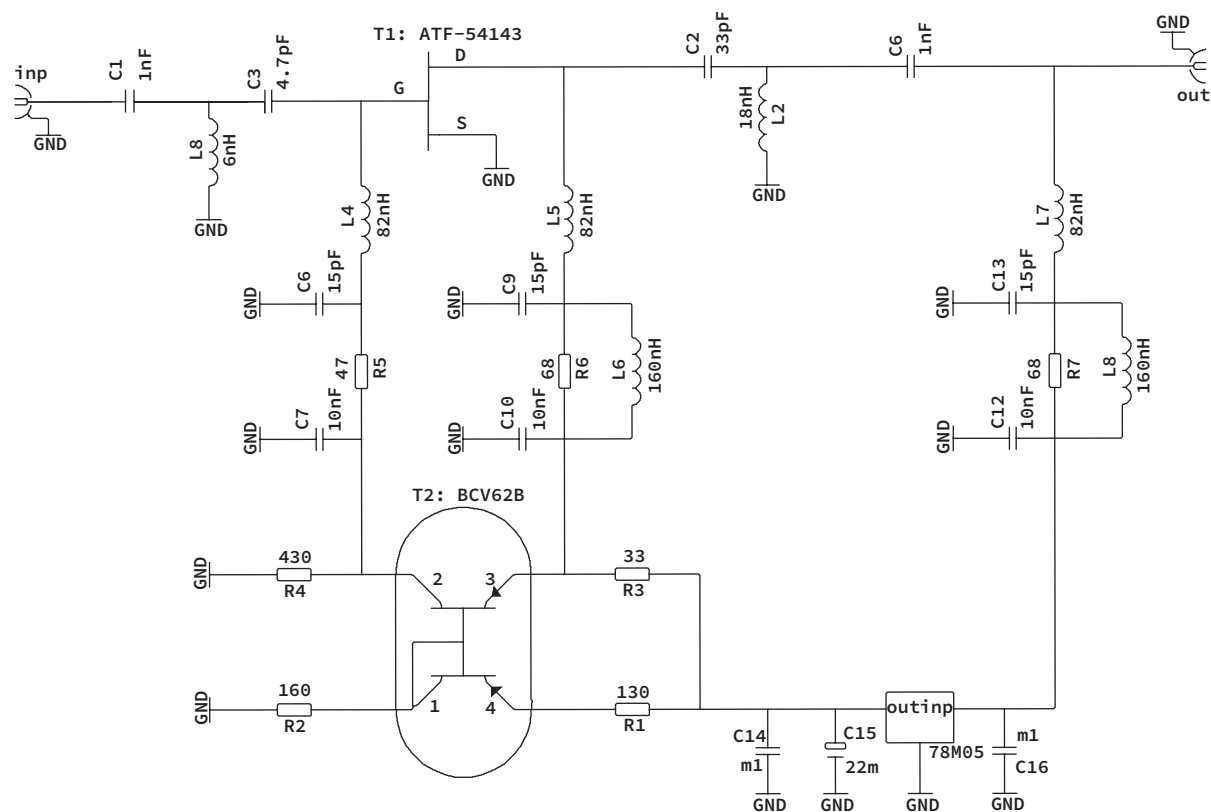 T1: ATF-54143
inp
GND
C1
1nF
C3
4.7pF
L8
6nH
GND
G
D
S
GND
C2
33pF
18nH
L2
GND
C6
1nF
GND
out
L4
82nH
L5
82nH
L7
82nH
GND
C6
15pF
GND
C9
15pF
GND
C13
15pF
47
R5
68
R6
L6
160nH
68
R7
L8
160nH
GND
C7
10nF
GND
C10
10nF
GND
C12
10nF
T2: BCV62B
GND
430
R4
2
3
33
R3
GND
160
R2
1
4
130
R1
C14
m1
GND
C15
22m
GND
outinp
78M05
GND
m1
C16
GND